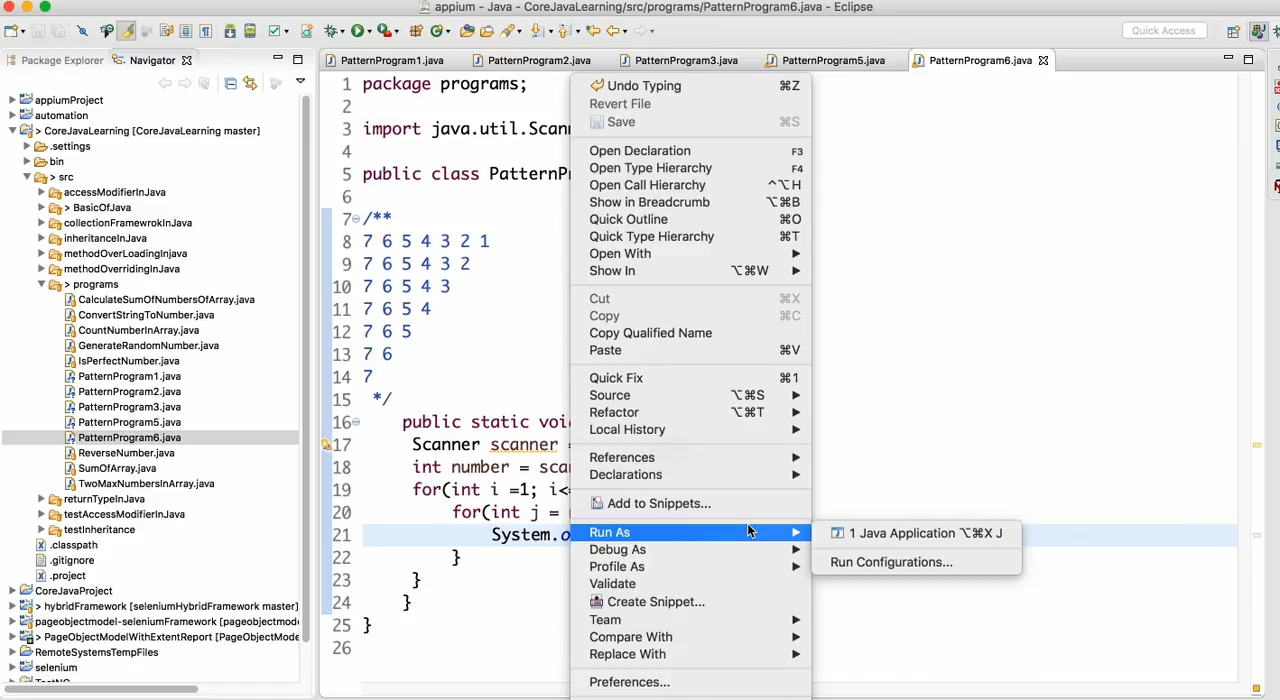 appium - Java - CoreJavaLearning/src/programs/PatternProgram6.java - Eclipse
Quick Access
Package Explorer
Navigator
appiumProject
automation
> CoreJavaLearning [CoreJavaLearning master]
.settings
bin
> src
accessModifierInJava
> BasicOfJava
collectionFramewrokInJava
inheritanceInJava
methodOverLoadingInjava
methodOverridingInJava
> programs
CalculateSumOfNumbersOfArray.java
ConvertStringToNumber.java
CountNumberInArray.java
GenerateRandomNumber.java
IsPerfectNumber.java
PatternProgram1.java
PatternProgram2.java
PatternProgram3.java
PatternProgram5.java
PatternProgram6.java
ReverseNumber.java
SumOfArray.java
TwoMaxNumbersInArray.java
returnTypeInJava
testAccessModifierInJava
testInheritance
.classpath
.gitignore
.project
CoreJavaProject
> hybridFramework [seleniumHybridFramework master]
pageobjectmodel-seleniumFramework [pageobjectmod
> PageObjectModelWithExtentReport [PageObjectMode
RemoteSystemsTempFiles
selenium
PatternProgram1.java
PatternProgram2.java
PatternProgram3.java
PatternProgram5.java
PatternProgram6.java
1 package programs;
2
3 import java.util.Scan
4
5 public class PatternP
6
7 /**
8 7 6 5 4 3 2 1
9 7 6 5 4 3 2
10 7 6 5 4 3
11 7 6 5 4
12 7 6 5
13 7 6
14 7
15 */
16 public static voi
17 Scanner scanner =
18 int number = sca
19 for(int i =1; i<
20 for(int j =
21 System.o
22 }
23 }
24 }
25 }
26
Undo Typing ⌘Z
Revert File
Save ⌘S
Open Declaration F3
Open Type Hierarchy F4
Open Call Hierarchy ^⌥H
Show in Breadcrumb ⌥⌘B
Quick Outline ⌘O
Quick Type Hierarchy ⌘T
Open With
Show In ⌥⌘W
Cut ⌘X
Copy ⌘C
Copy Qualified Name
Paste ⌘V
Quick Fix ⌘1
Source ⌥⌘S
Refactor ⌥⌘T
Local History
References
Declarations
Add to Snippets...
Run As
Debug As
Profile As
Validate
Create Snippet...
Team
Compare With
Replace With
Preferences...
1 Java Application ⌥⌘X J
Run Configurations...